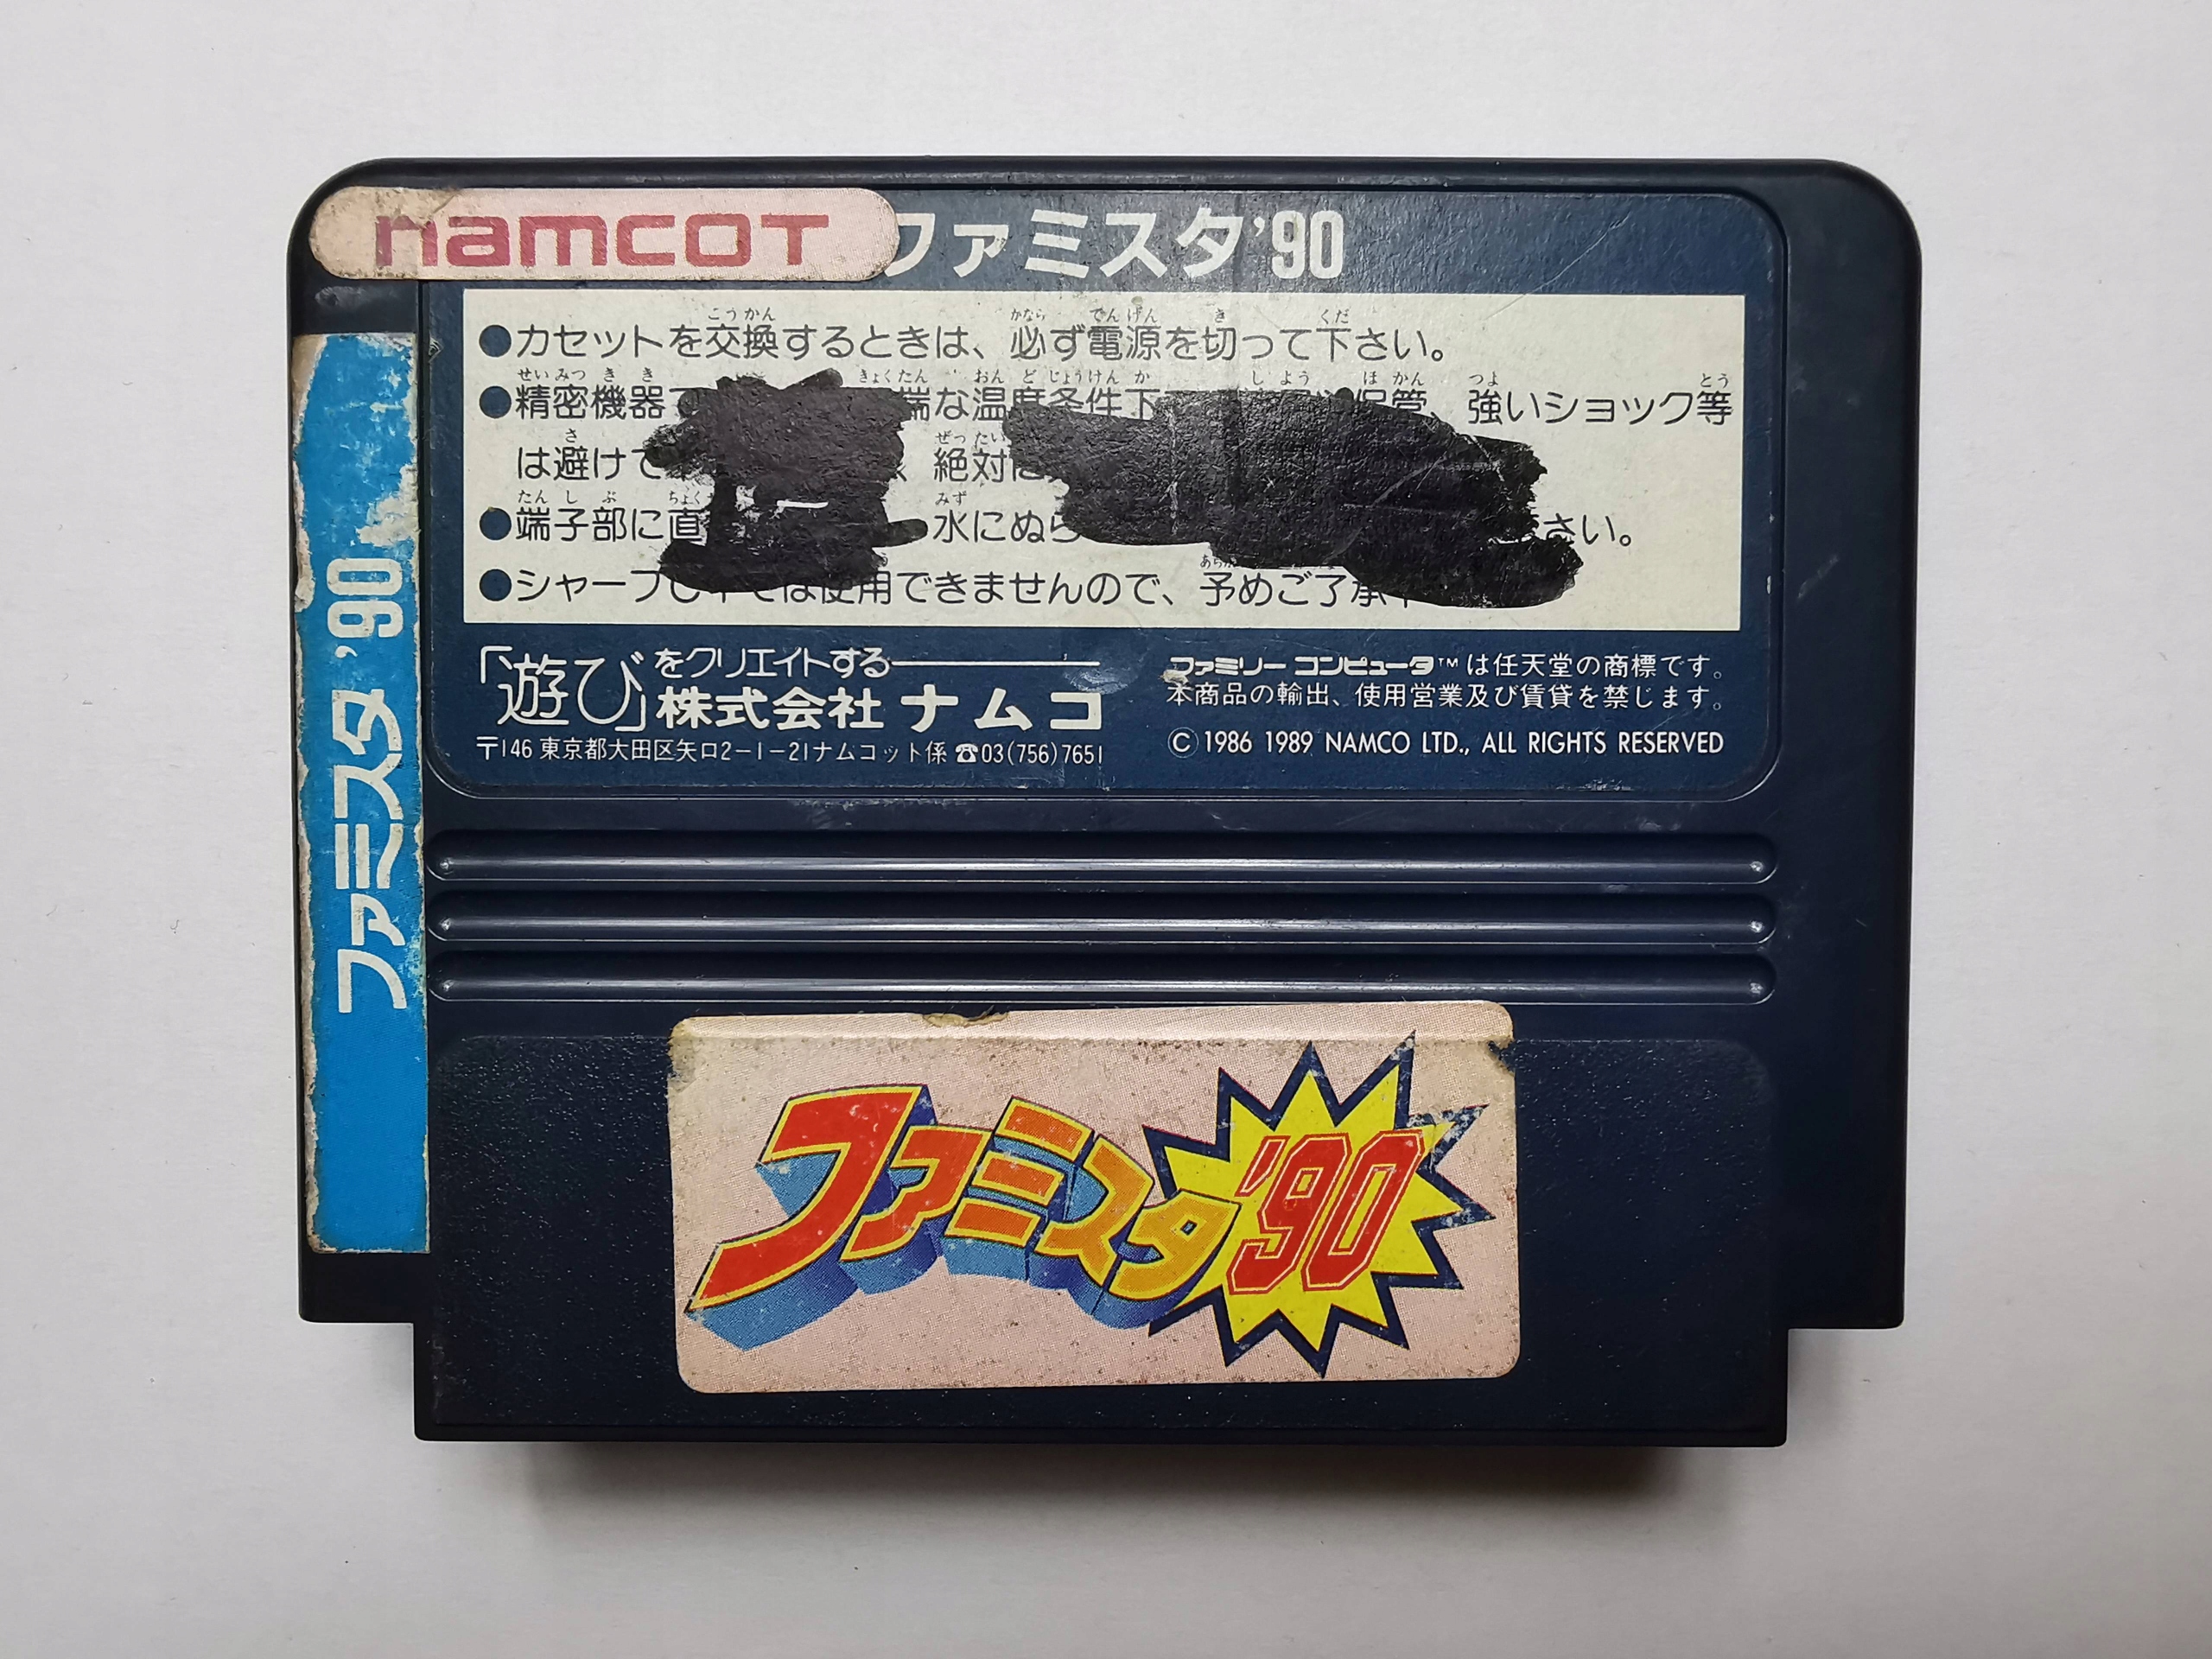 namcot ファミスタ'90
●カセットを交換するときは、必ず電源を切って下さい。
●精密機器 端な温度条件下 保管、強いショック等
は避けて 絶対に
●端子部に直 水にぬら さい。
●シャープ 使用できませんので、予めご了承
「遊び」をクリエイトする
株式会社ナムコ
〒146 東京都大田区矢口2-1-21ナムコット係 ☎03(756)7651
ファミリーコンピュータ™は任天堂の商標です。
本商品の輸出、使用営業及び賃貸を禁じます。
©1986 1989 NAMCO LTD., ALL RIGHTS RESERVED
ファミスタ'90
ファミスタ'90